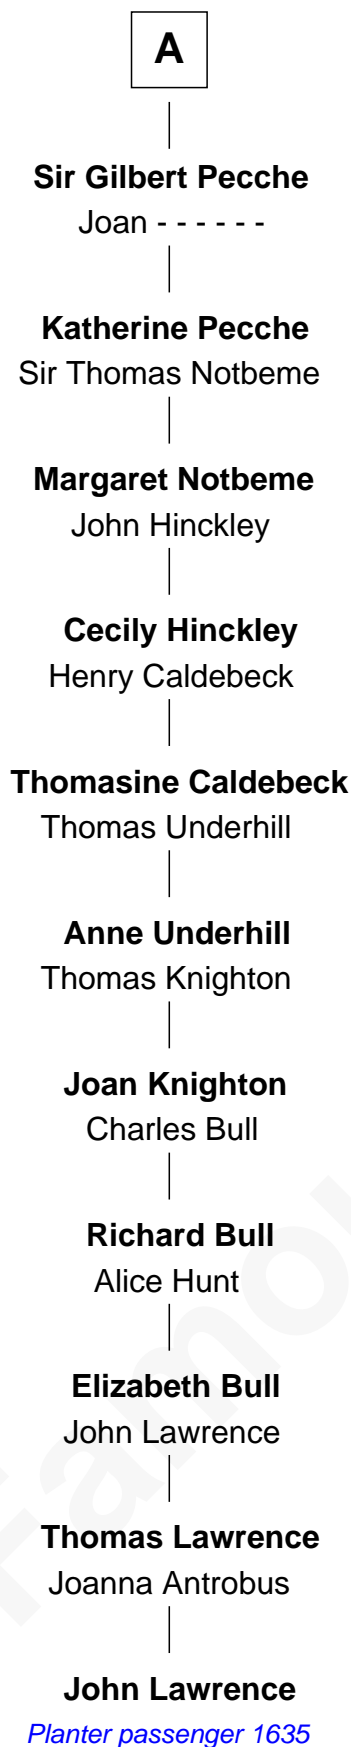 A
Sir Gilbert Pecche
Joan - - - - - -
Katherine Pecche
Sir Thomas Notbeme
Margaret Notbeme
John Hinckley
Cecily Hinckley
Henry Caldebeck
Thomasine Caldebeck
Thomas Underhill
Anne Underhill
Thomas Knighton
Joan Knighton
Charles Bull
Richard Bull
Alice Hunt
Elizabeth Bull
John Lawrence
Thomas Lawrence
Joanna Antrobus
John Lawrence
Planter passenger 1635